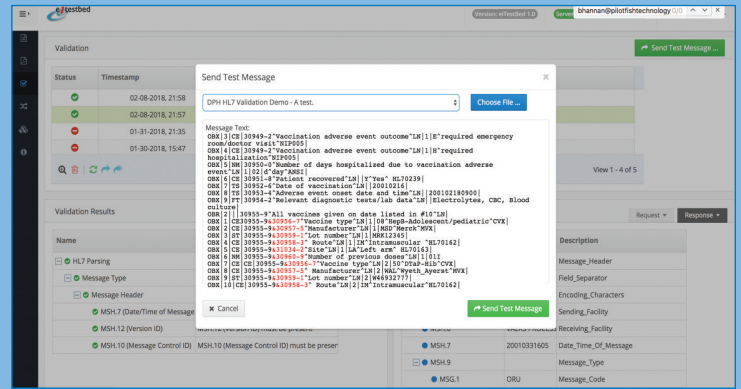 eitestbed
Version: eiTestBed 1.0
bhannan@pilotfishtechnology 0/0
Validation
Send Test Message ...
Status Timestamp
02-08-2018, 21:58
02-08-2018, 21:57
01-31-2018, 21:35
01-30-2018, 15:47
View 1 - 4 of 5
Send Test Message
DPH HL7 Validation Demo - A test.
Choose File ...
Message Text:
OBX|3|CE|30949-2^Vaccination adverse event outcome^LN|1|E^required emergency
room/doctor visit^NIP005|
OBX|4|CE|30949-2^Vaccination adverse event outcome^LN|1|H^required
hospitalization^NIP005|
OBX|5|NM|30950-0^Number of days hospitalized due to vaccination adverse
event^LN|1|02|d^day^ANSI|
OBX|6|CE|30951-8^Patient recovered^LN||Y^Yes^ HL70239|
OBX|7|TS|30952-6^Date of vaccination^LN||20010216|
OBX|8|TS|30953-4^Adverse event onset date and time^LN||200102180900|
OBX|9|FT|30954-2^Relevant diagnostic tests/lab data^LN||Electrolytes, CBC, Blood
culture|
OBR|2|||30955-9^All vaccines given on date listed in #10^LN|
OBX|1|CE30955-9&30956-7^Vaccine type^LN|1|08^HepB-Adolescent/pediatric^CVX|
OBX|2|CE|30955-9&30957-5^Manufacturer^LN|1|MSD^Merck^MVX|
OBX|3|ST|30955-9&30959-1^Lot number^LN|1|MRK12345|
OBX|4|CE|30955-9&30958-3^ Route^LN|1|IM^Intramuscular ^HL70162|
OBX|5|CE|30955-9&31034-2^Site^LN|1|LA^Left arm^ HL70163|
OBX|6|NM|30955-9&30960-9^Number of previous doses^LN|1|01I
OBX|7|CE|CE|30955-9&30956-7^Vaccine type^LN|2|50^DTaP-Hib^CVX|
OBX|8|CE|30955-9&30957-5^ Manufacturer^LN|2|WAL^Wyeth_Ayerst^MVX|
OBX|9|ST|30955-9&30959-1^Lot number^LN|2|W46932777|
OBX|10|CE|30955-9&30958-3^ Route^LN|2|IM^Intramuscular^HL70162|
Cancel
Send Test Message
Validation Results
Request
Response
Name
Description
HL7 Parsing
Message_Header
Message Type
Field_Separator
Message Header
Encoding_Characters
MSH.7 (Date/Time of Message
Sending_Facility
MSH.12 (Version ID)
Receiving_Facility
MSH.10 (Message Control ID) MSH.10 (Message Control ID) must be presen
MSH.7 20010331605 Date_Time_Of_Message
MSH.9 Message_Type
MSG.1 ORU Message_Code